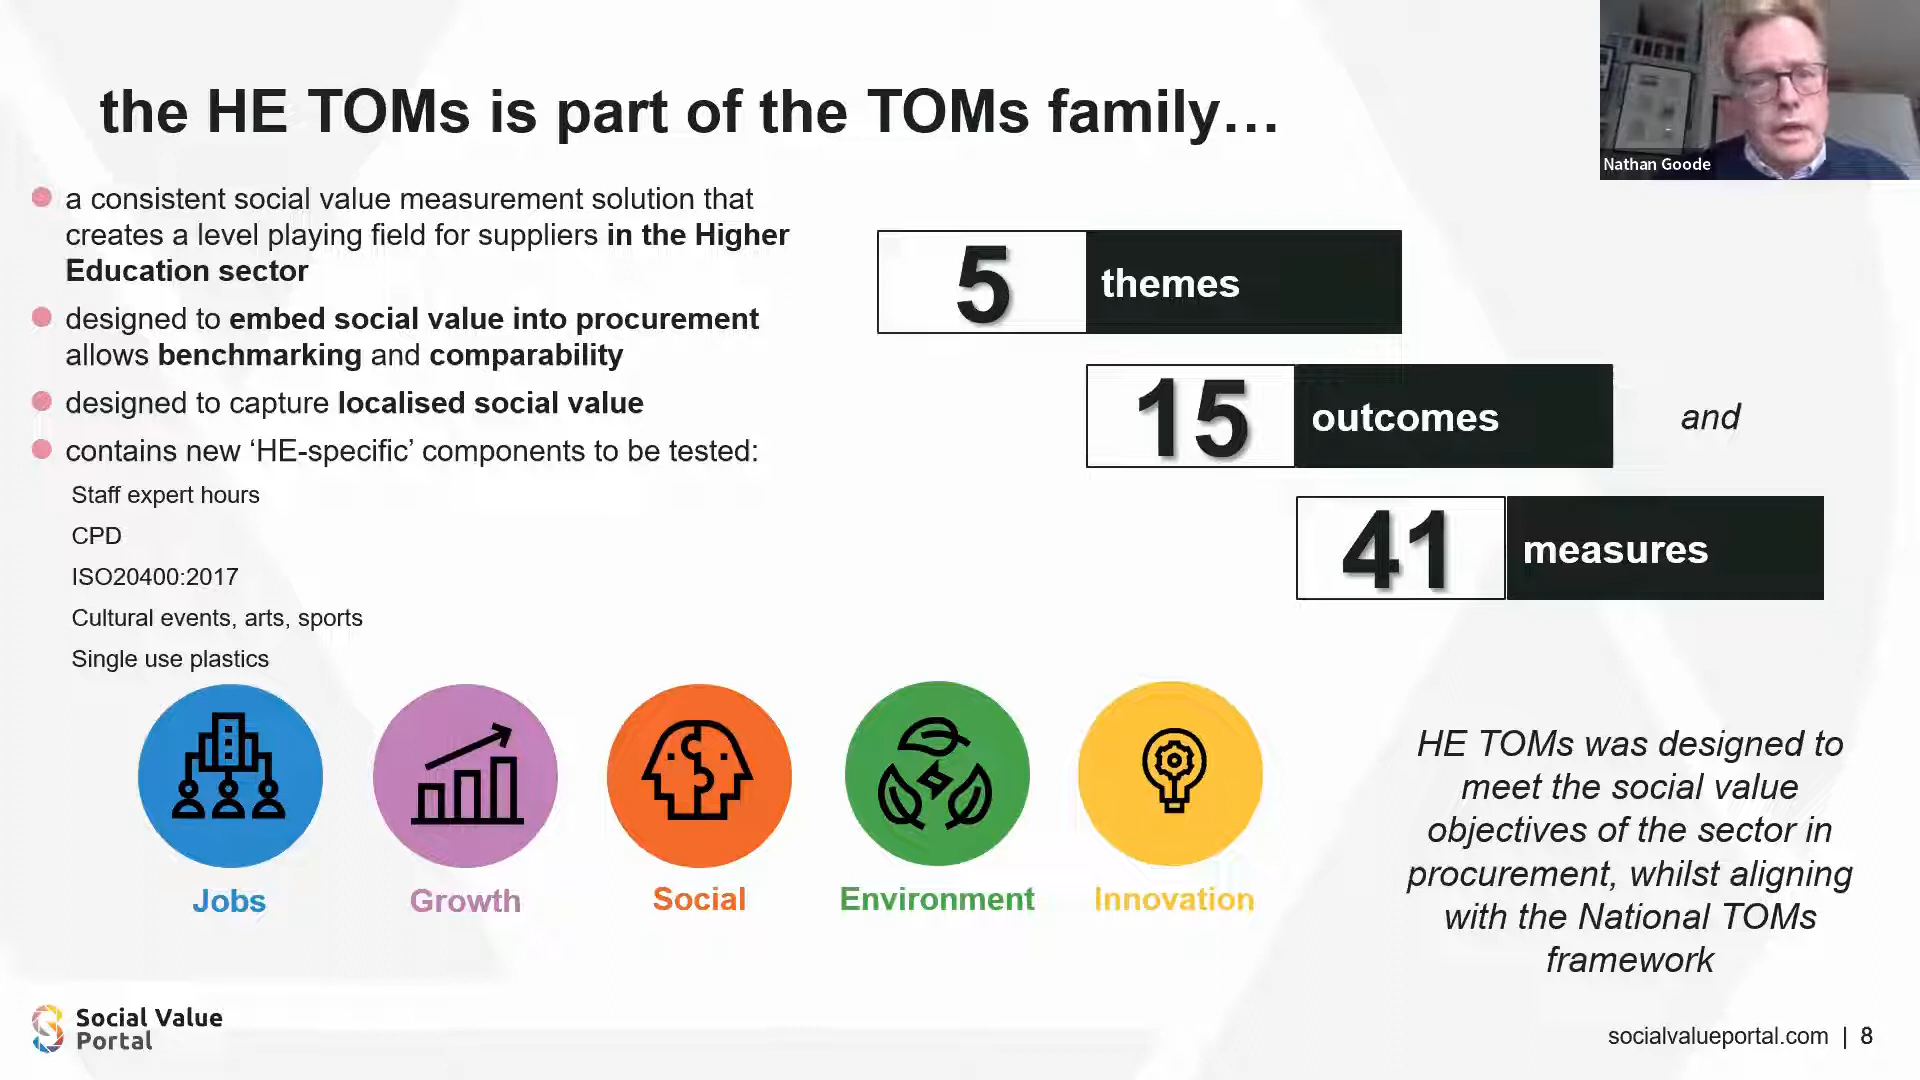 the HE TOMs is part of the TOMs family…
Nathan Goode
a consistent social value measurement solution that
creates a level playing field for suppliers in the Higher
Education sector
designed to embed social value into procurement
allows benchmarking and comparability
designed to capture localised social value
contains new ‘HE-specific’ components to be tested:
Staff expert hours
CPD
ISO20400:2017
Cultural events, arts, sports
Single use plastics
5 themes
15 outcomes and
41 measures
Jobs
Growth
Social
Environment
Innovation
HE TOMs was designed to
meet the social value
objectives of the sector in
procurement, whilst aligning
with the National TOMs
framework
Social Value
Portal
socialvalueportal.com | 8